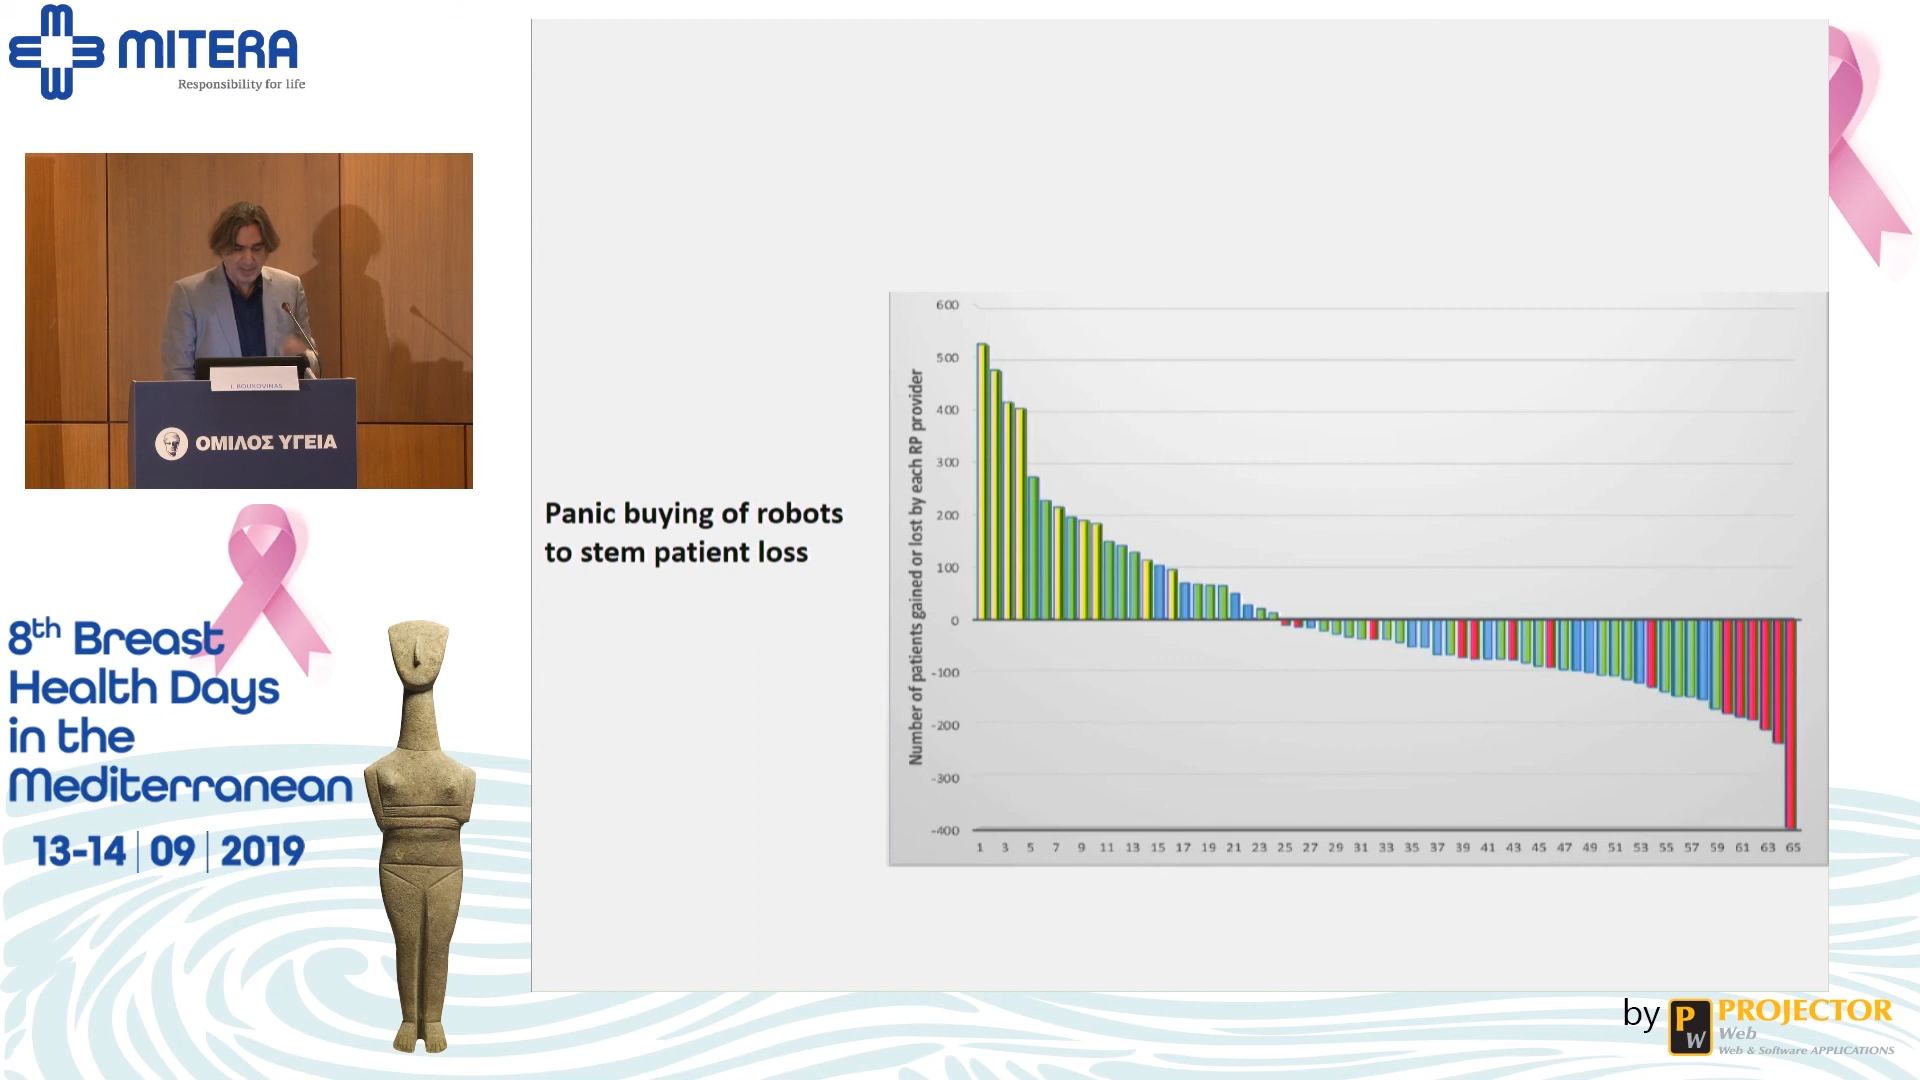 MITERA
Responsibility for life
I. BOUKOVINAS
ΟΜΙΛΟΣ ΥΓΕΙΑ
8th Breast
Health Days
in the
Mediterranean
13-14 | 09 | 2019
Panic buying of robots
to stem patient loss
Number of patients gained or lost by each RP provider
600
500
400
300
200
100
0
-100
-200
-300
-400
1 3 5 7 9 11 13 15 17 19 21 23 25 27 29 31 33 35 37 39 41 43 45 47 49 51 53 55 57 59 61 63 65
by PW PROJECTOR
Web
Web & Software APPLICATIONS